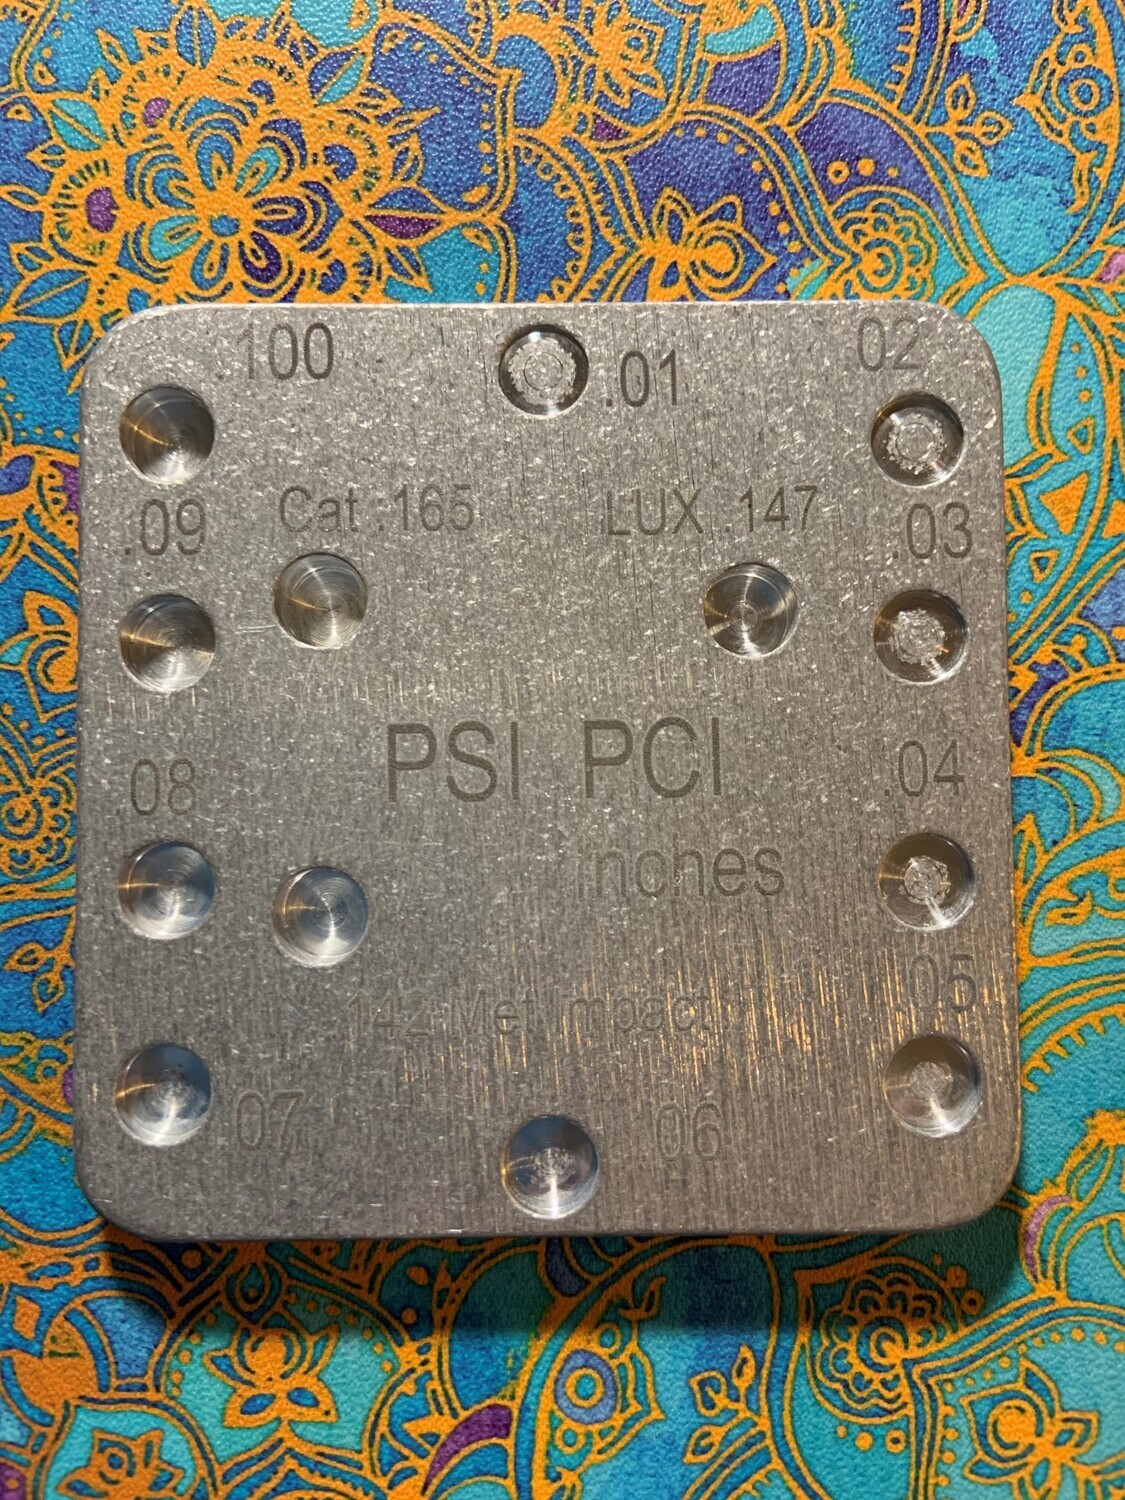 100
.01
02
.09
Cat .165
LUX .147
.03
PSI PCI
.08
.04
Inches
.05
.142 Met Impact
07
06